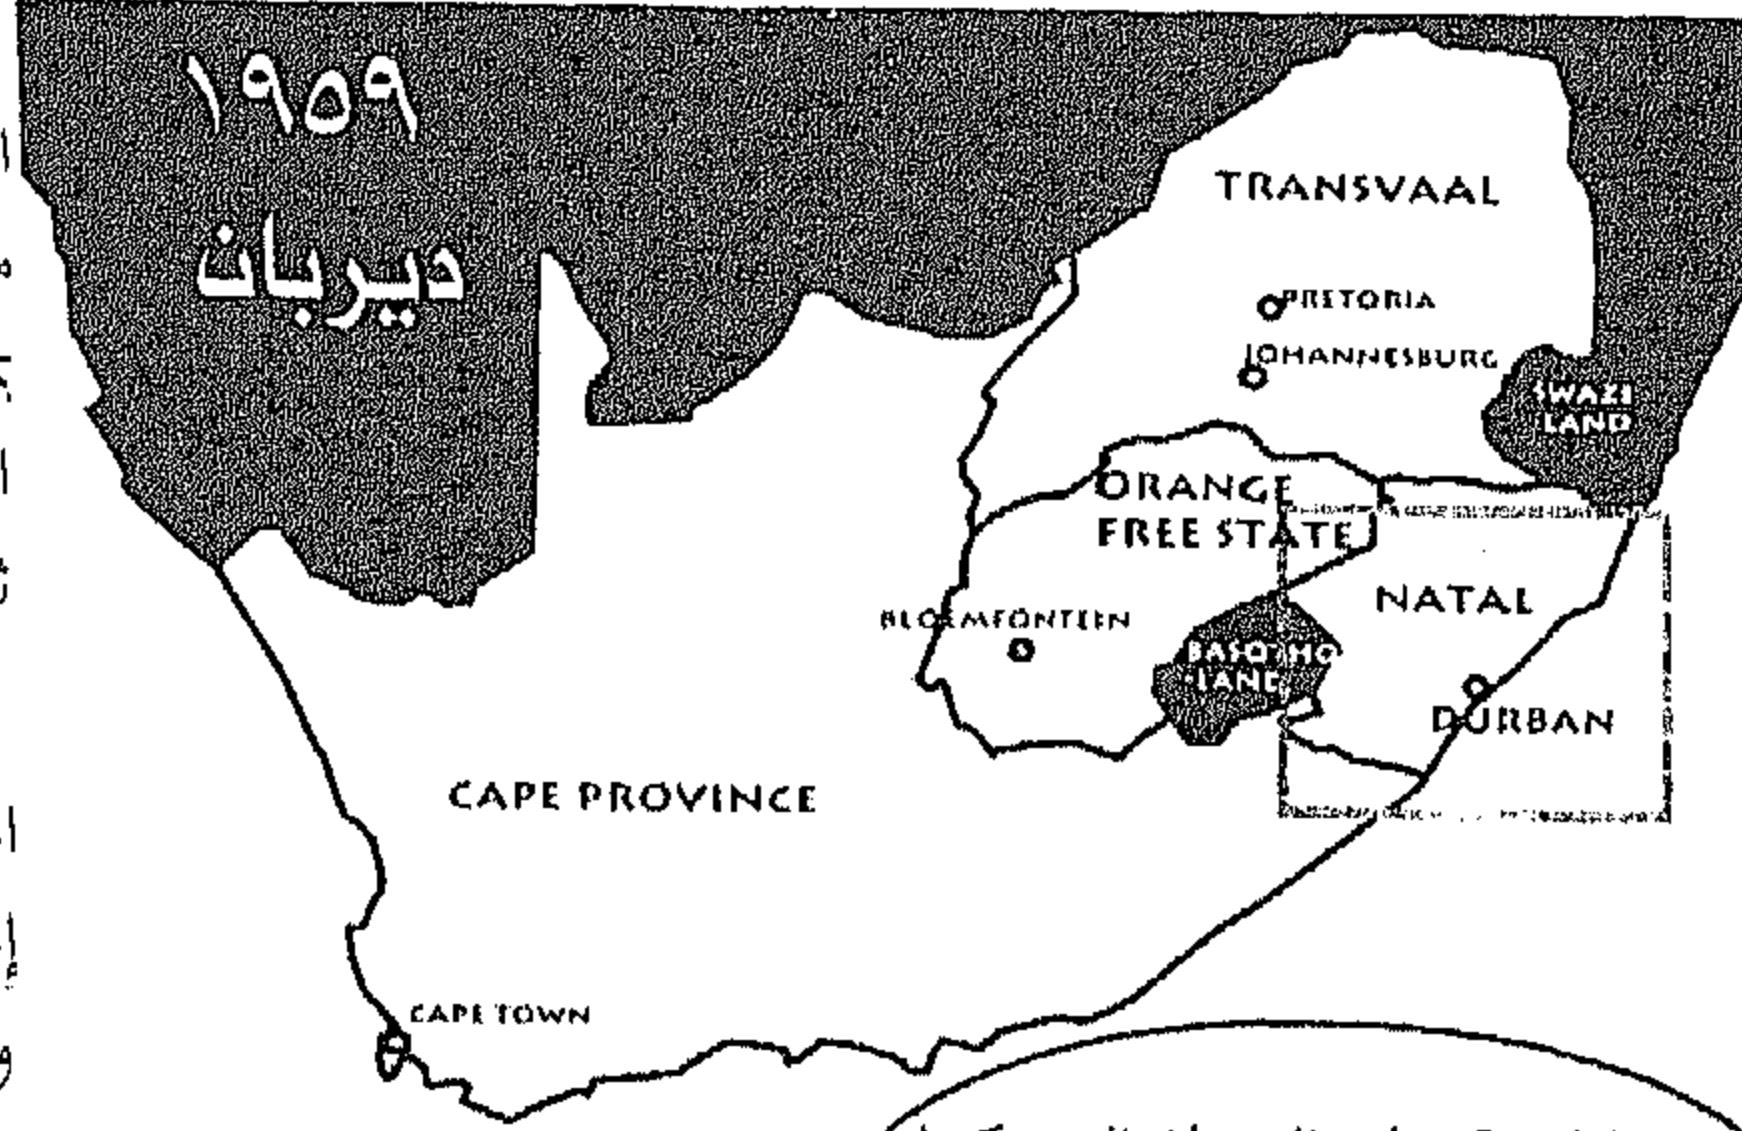 ١٩٥٩
ديربان
TRANSVAAL
PRETORIA
JOHANNESBURG
SWAZI
LAND
ORANGE
FREE STATE
NATAL
BLOEMFONTEIN
BASOTHO
LAND
DURBAN
CAPE PROVINCE
CAPE TOWN